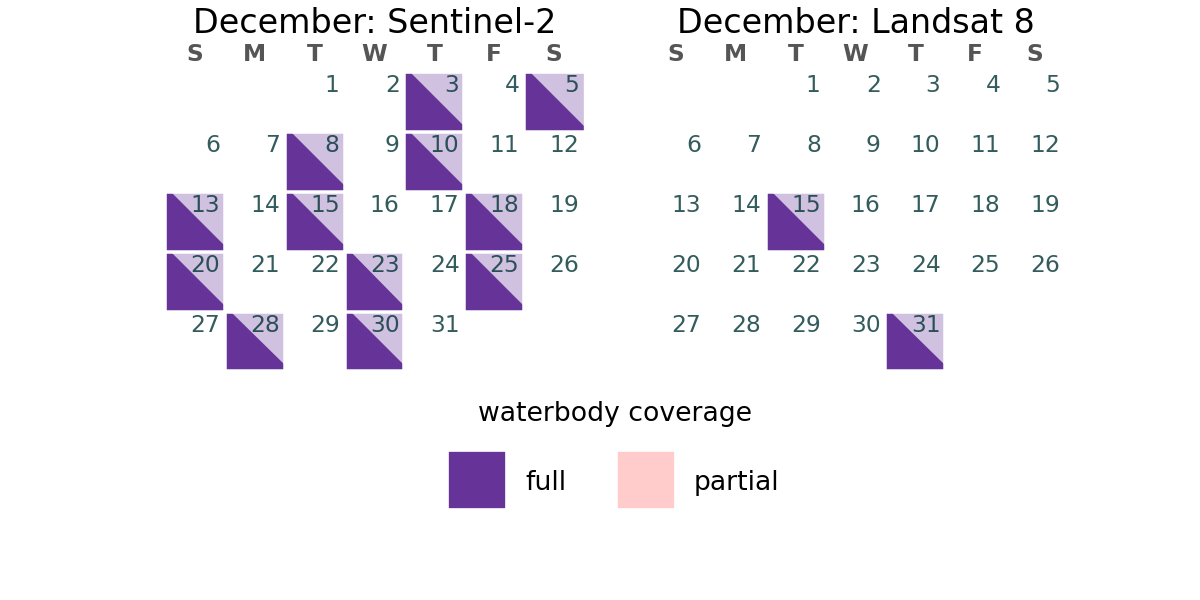 December: Sentinel-2
S M T W T F S
1 2 3 4 5
6 7 8 9 10 11 12
13 14 15 16 17 18 19
20 21 22 23 24 25 26
27 28 29 30 31
December: Landsat 8
S M T W T F S
1 2 3 4 5
6 7 8 9 10 11 12
13 14 15 16 17 18 19
20 21 22 23 24 25 26
27 28 29 30 31
waterbody coverage
full partial